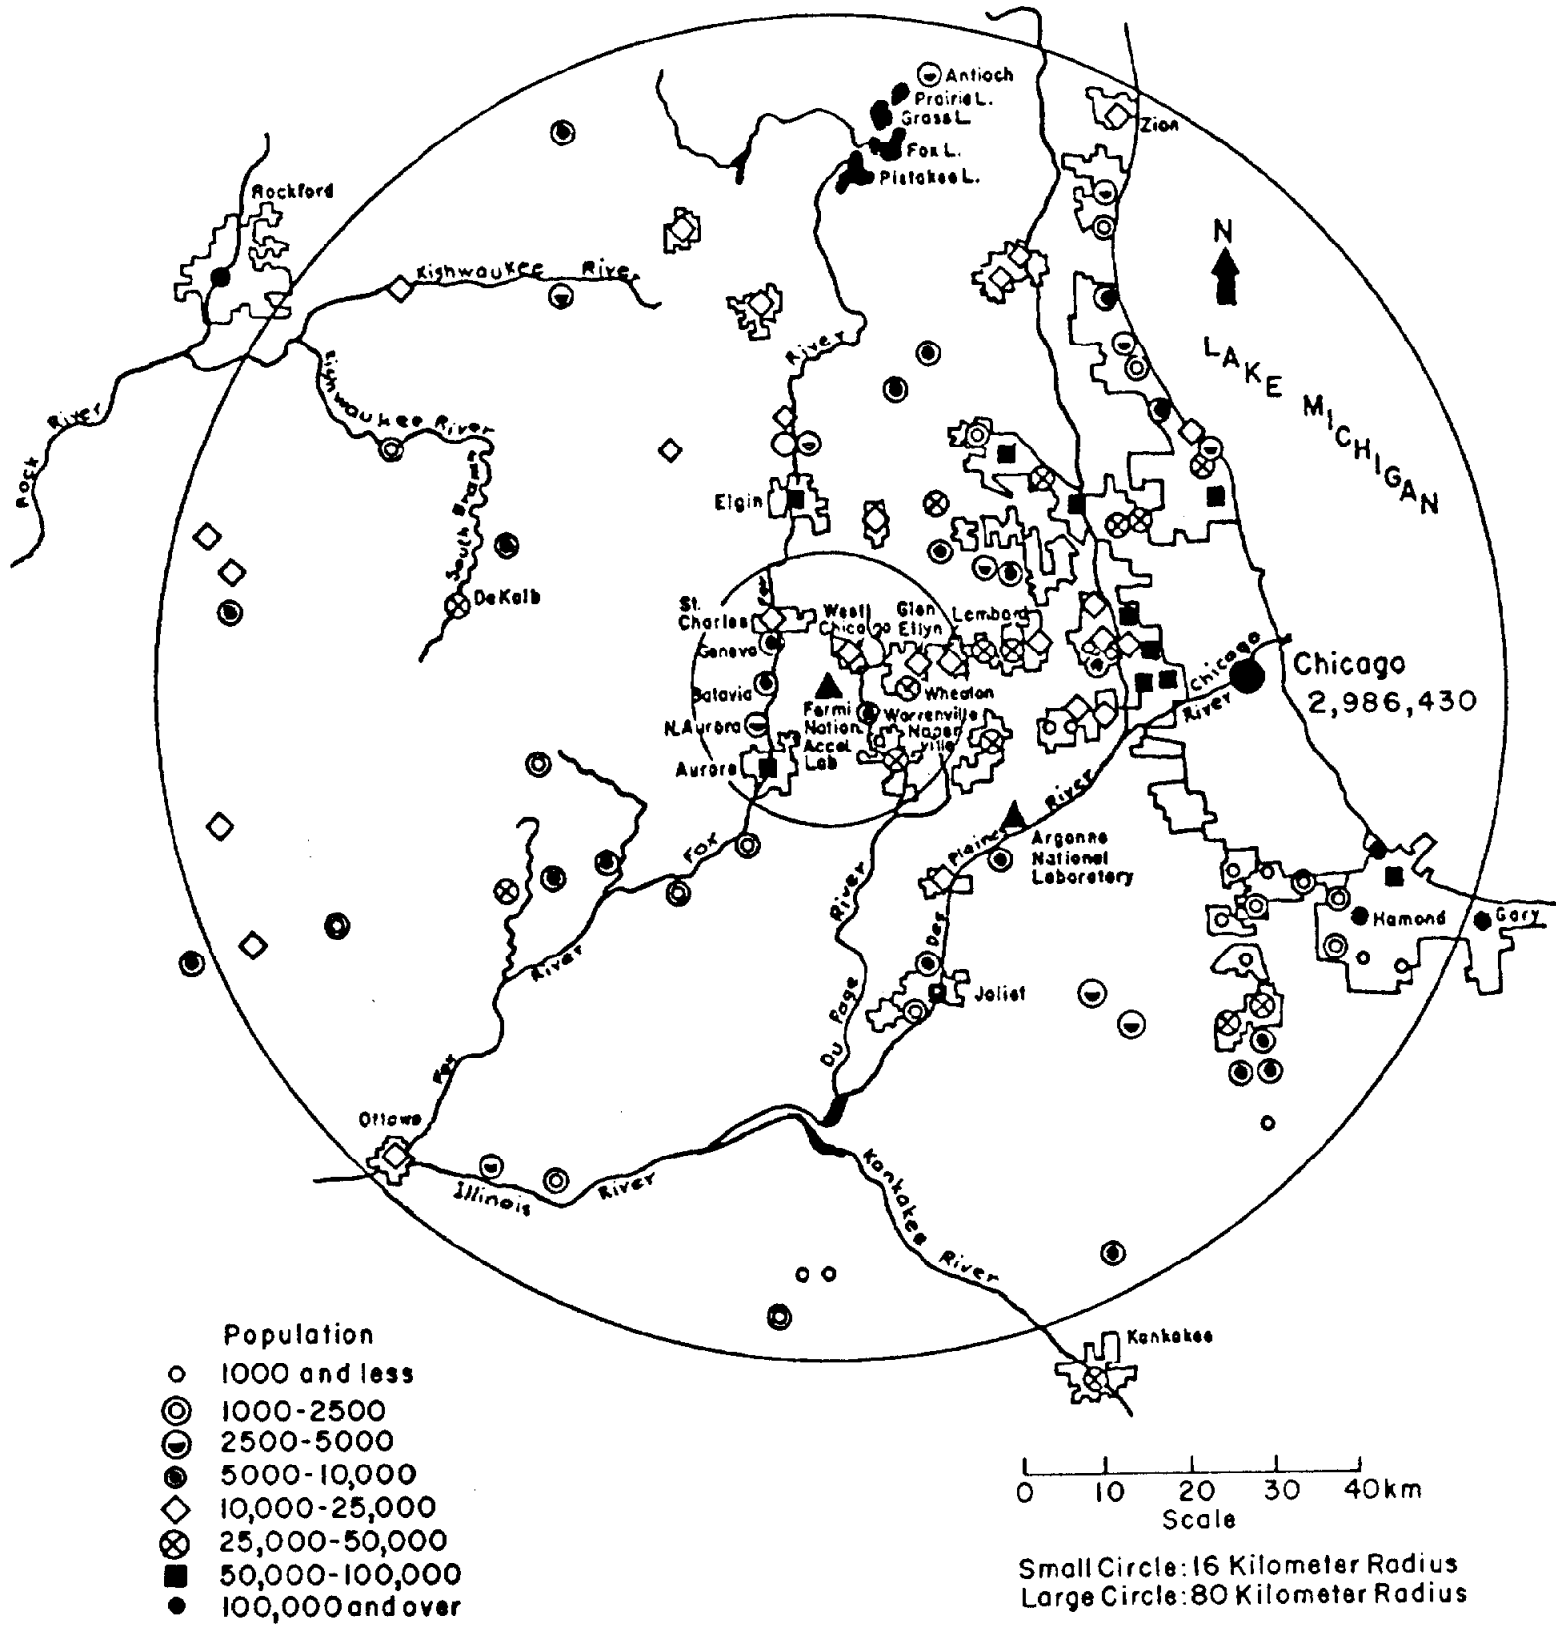 Antioch
Prairie L.
Grass L.
Fox L.
Pistakee L.
Zion
Rockford
N
Kishwaukee River
LAKE MICHIGAN
River
Kishwaukee River
Rock River
South Branch
Elgin
DeKalb
Fox
St.
Charles
West
Chicago
Glen
Ellyn
Lombard
Geneva
Batavia
Wheaton
N. Aurora
Fermi
Nation.
Accel
Lab
Warrenville
Naper
ville
Aurora
Chicago
River
Chicago
2,986,430
Fox
River
Des Plaines River
Argonne
National
Laboratory
Du Page River
Hamond
Gary
Joliet
Fox
Ottawa
Illinois River
Kankakee River
Kankakee
Population
1000 and less
1000-2500
2500-5000
5000-10,000
10,000-25,000
25,000-50,000
50,000-100,000
100,000 and over
0 10 20 30 40km
Scale
Small Circle: 16 Kilometer Radius
Large Circle: 80 Kilometer Radius